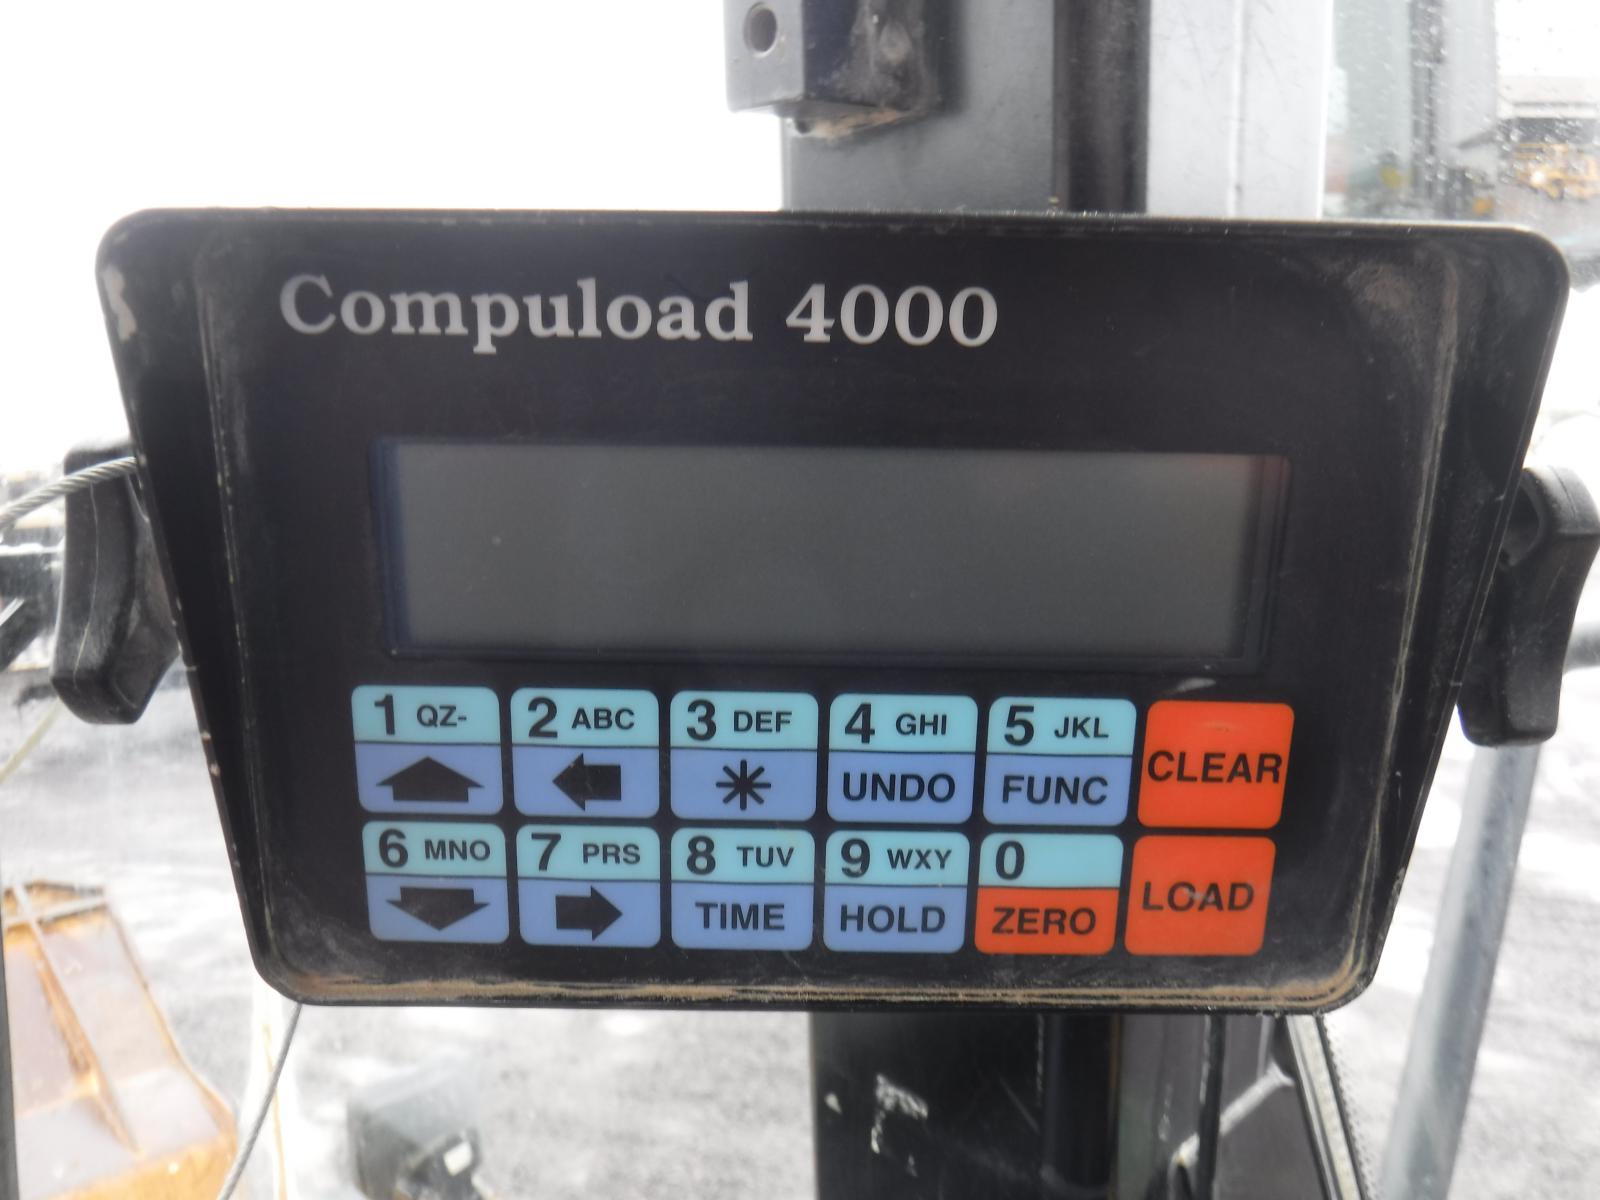 Compuload 4000
1 QZ- 2 ABC 3 DEF 4 GHI 5 JKL
* UNDO FUNC CLEAR
6 MNO 7 PRS 8 TUV 9 WXY 0
TIME HOLD ZERO LOAD